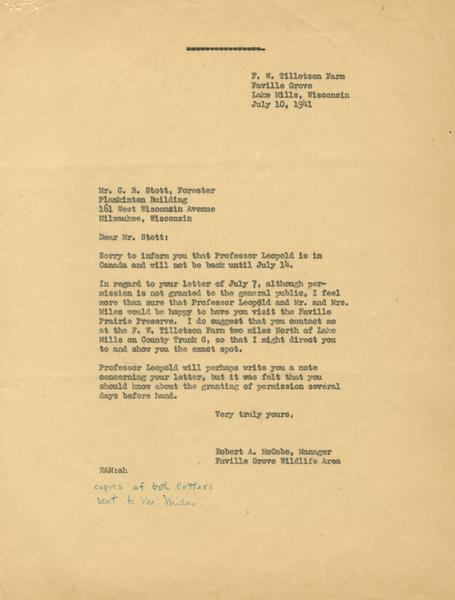 F. W. Tillotson Farm
Faville Grove
Lake Mills, Wisconsin
July 10, 1941
Mr. C. B. Stott, Forester
Plankinton Building
161 West Wisconsin Avenue
Milwaukee, Wisconsin
Dear Mr. Stott:
Sorry to inform you that Professor Leopold is in
Canada and will not be back until July 14.
In regard to your letter of July 7, although per-
mission is not granted to the general public, I feel
more than sure that Professor Leopold and Mr. and Mrs.
Miles would be happy to have you visit the Faville
Prairie Preserve. I do suggest that you contact me
at the F. W. Tillotson Farm two miles North of Lake
Mills on County Trunk G, so that I might direct you
to and show you the exact spot.
Professor Leopold will perhaps write you a note
concerning your letter, but it was felt that you
should know about the granting of permission several
days before hand.
Very truly yours,
Robert A. McCabe, Manager
Faville Grove Wildlife Area
RAM:ah
copies of both letters
sent to Mr. Miles.